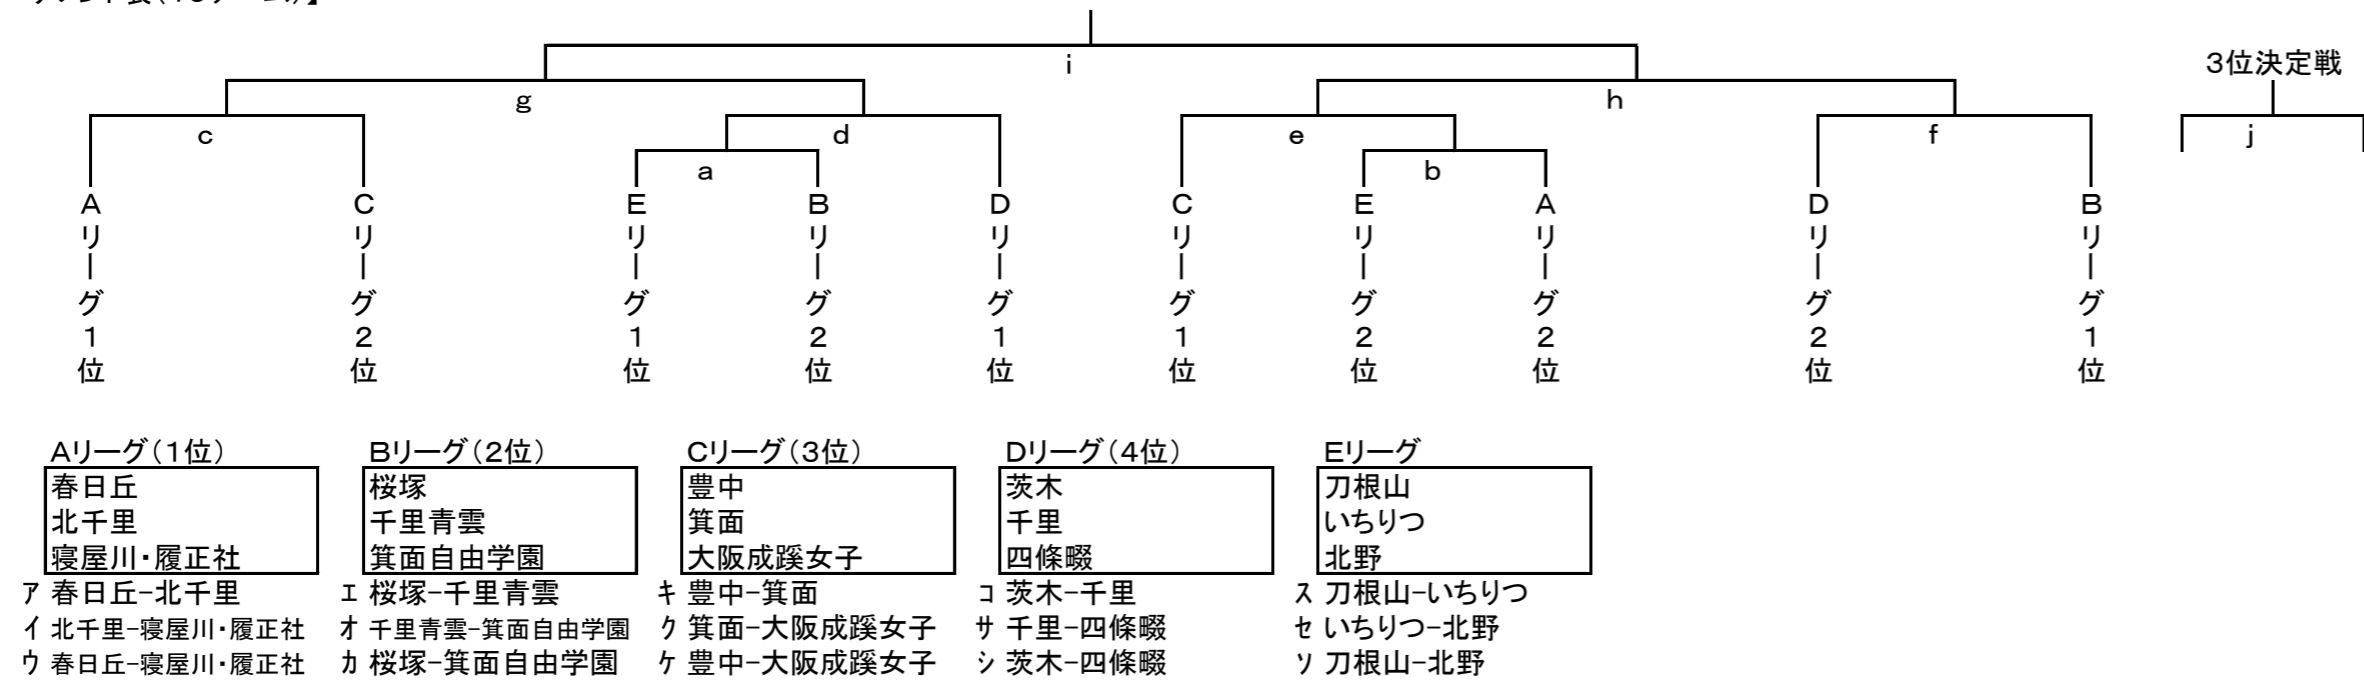 i
3位決定戦
g
h
c
d
e
f
j
a
b
Aリーグ1位
Cリーグ2位
Eリーグ1位
Bリーグ2位
Dリーグ1位
Cリーグ1位
Eリーグ2位
Aリーグ2位
Dリーグ2位
Bリーグ1位
Aリーグ(1位)
春日丘
北千里
寝屋川・履正社
ア 春日丘-北千里
イ 北千里-寝屋川・履正社
ウ 春日丘-寝屋川・履正社
Bリーグ(2位)
桜塚
千里青雲
箕面自由学園
エ 桜塚-千里青雲
オ 千里青雲-箕面自由学園
カ 桜塚-箕面自由学園
Cリーグ(3位)
豊中
箕面
大阪成蹊女子
キ 豊中-箕面
ク 箕面-大阪成蹊女子
ケ 豊中-大阪成蹊女子
Dリーグ(4位)
茨木
千里
四條畷
コ 茨木-千里
サ 千里-四條畷
シ 茨木-四條畷
Eリーグ
刀根山
いちりつ
北野
ス 刀根山-いちりつ
セ いちりつ-北野
ソ 刀根山-北野